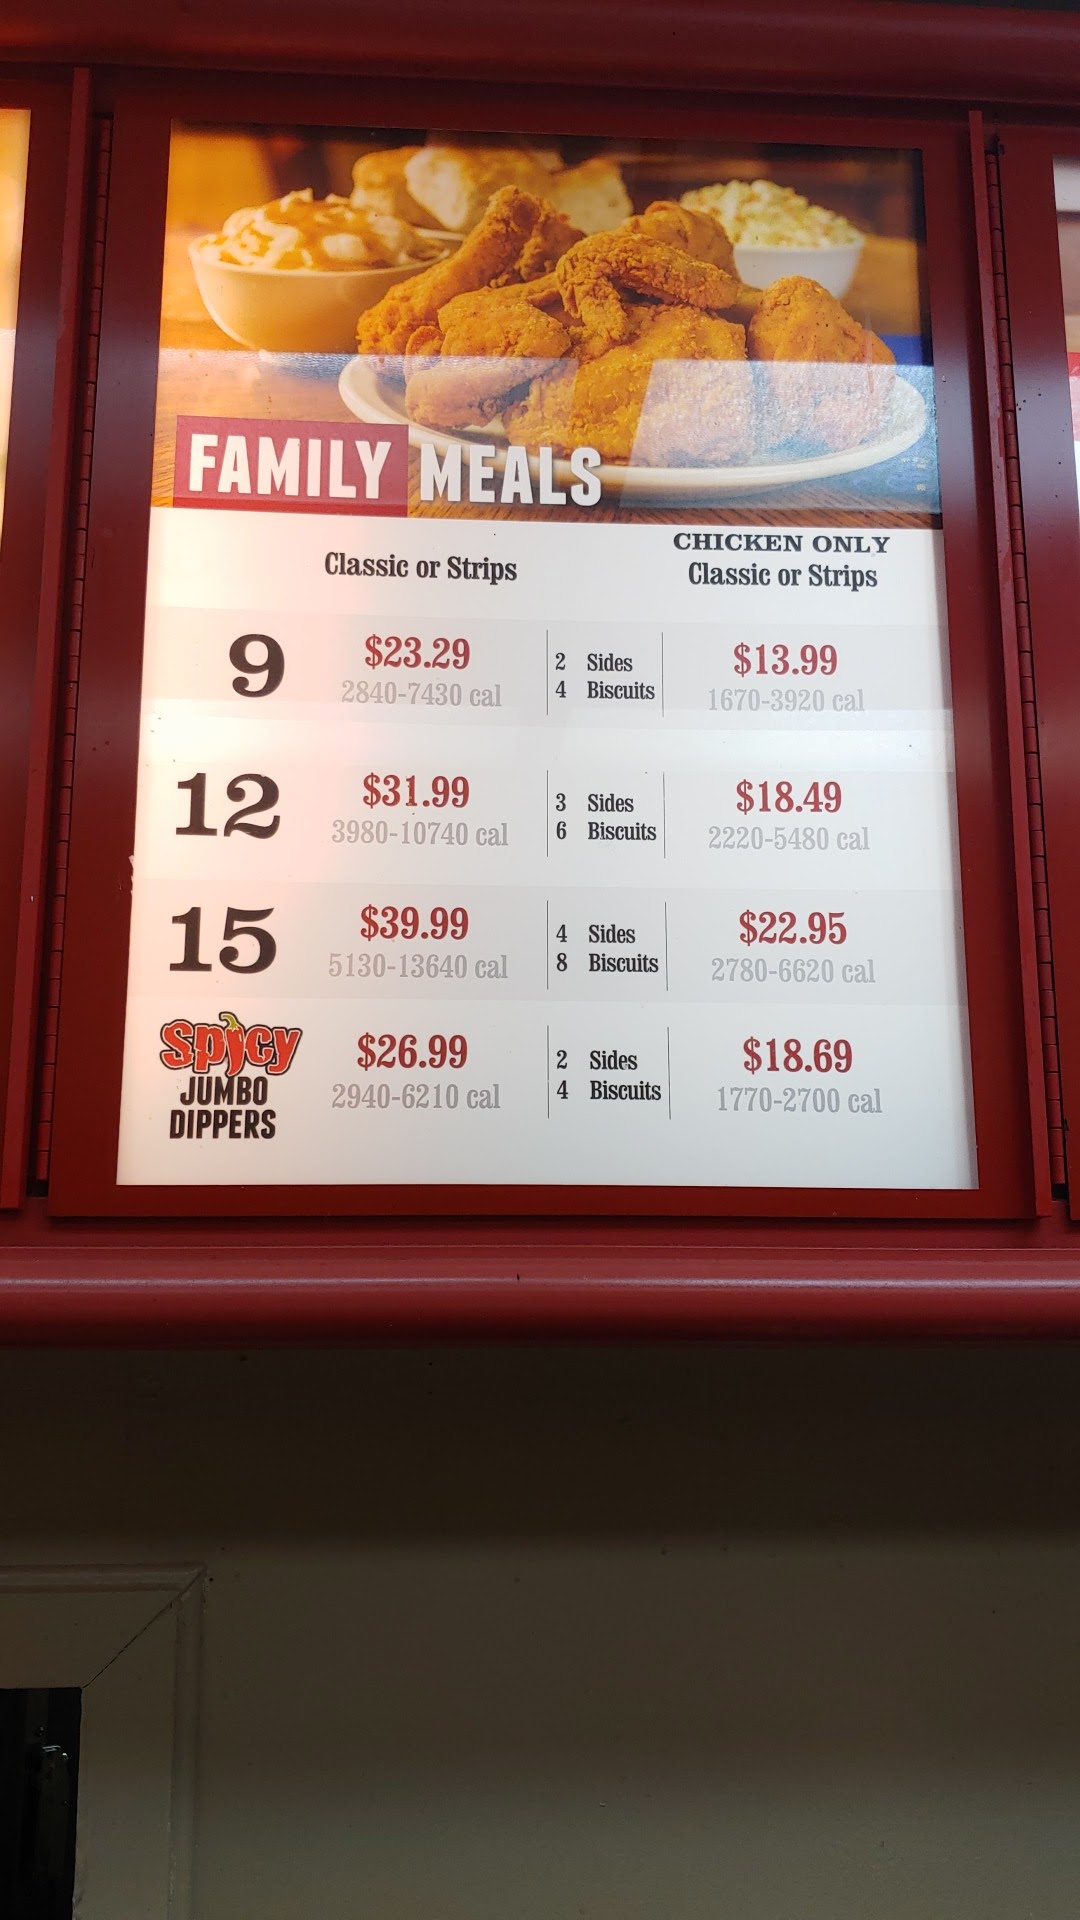 FAMILY MEALS
Classic or Strips
CHICKEN ONLY
Classic or Strips
9
$23.29
2840-7430 cal
2 Sides
4 Biscuits
$13.99
1670-3920 cal
12
$31.99
3980-10740 cal
3 Sides
6 Biscuits
$18.49
2220-5480 cal
15
$39.99
5130-13640 cal
4 Sides
8 Biscuits
$22.95
2780-6620 cal
Spicy
JUMBO
DIPPERS
$26.99
2940-6210 cal
2 Sides
4 Biscuits
$18.69
1770-2700 cal